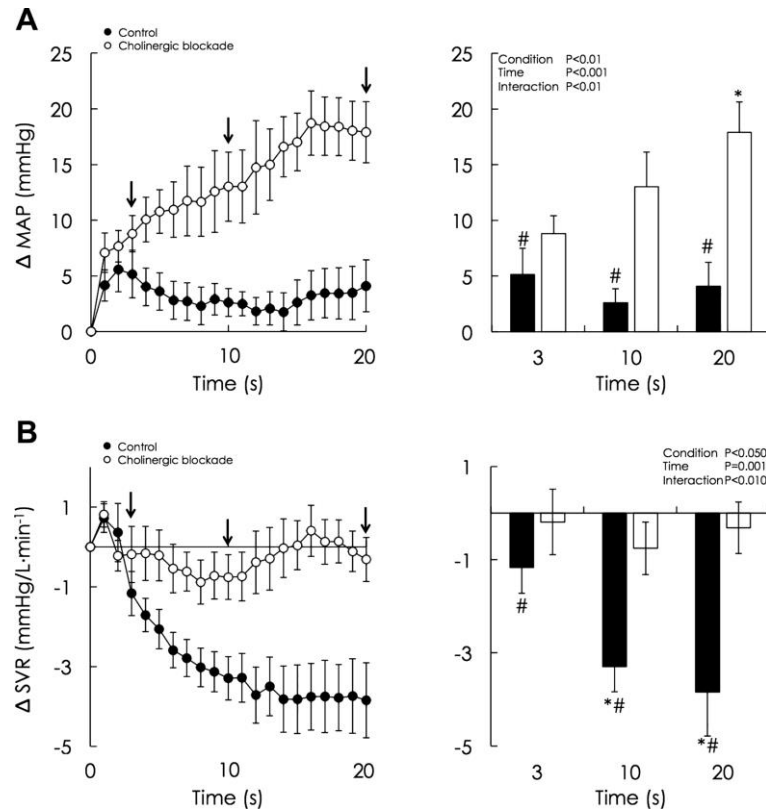 A
Control
Cholinergic blockade
Δ MAP (mmHg)
25
20
15
10
5
0
0 10 20
Time (s)
Condition P<0.01
Time P<0.001
Interaction P<0.01
25
20
15
10
5
0
# # # *
3 10 20
Time (s)
B
Control
Cholinergic blockade
Δ SVR (mmHg/L·min⁻¹)
1
-1
-3
-5
0 10 20
Time (s)
Condition P<0.050
Time P=0.001
Interaction P<0.010
1
-1
-3
-5
# *# *#
3 10 20
Time (s)